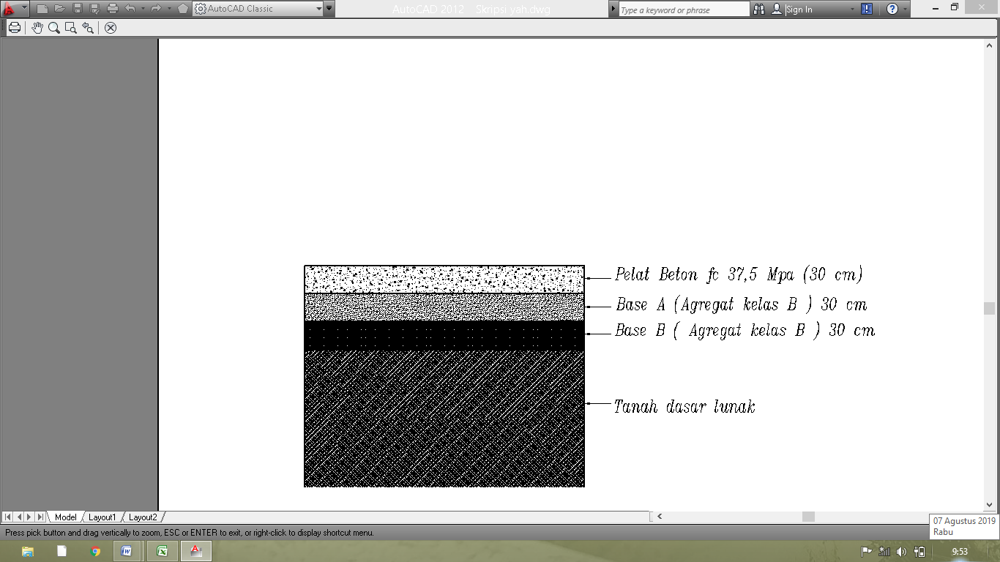 AutoCAD Classic
AutoCAD 2012 Skripsi yah.dwg
Type a keyword or phrase
Sign In
Pelat Beton fc 37,5 Mpa (30 cm)
Base A (Agregat kelas B ) 30 cm
Base B ( Agregat kelas B ) 30 cm
Tanah dasar lunak
Model
Layout1
Layout2
Press pick button and drag vertically to zoom, ESC or ENTER to exit, or right-click to display shortcut menu.
07 Agustus 2019
Rabu
9:53